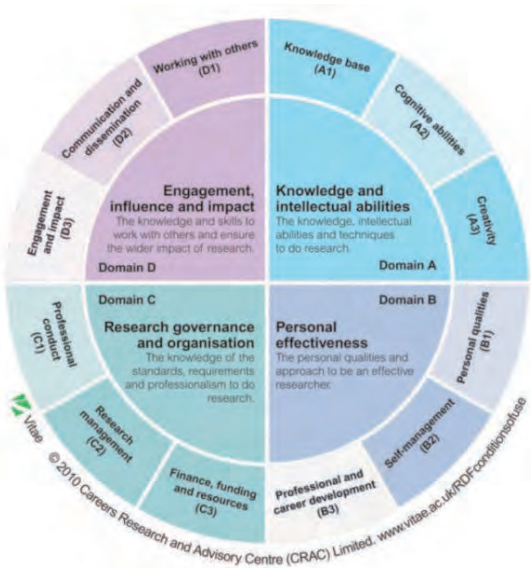 Working with others
(D1)
Knowledge base
(A1)
Communication and
dissemination
(D2)
Cognitive abilities
(A2)
Engagement
and impact
(D3)
Creativity
(A3)
Engagement,
influence and impact
The knowledge and skills to
work with others and ensure
the wider impact of research.
Domain D
Knowledge and
intellectual abilities
The knowledge, intellectual
abilities and techniques
to do research.
Domain A
Domain C
Research governance
and organisation
The knowledge of the
standards, requirements
and professionalism to do
research.
Domain B
Personal
effectiveness
The personal qualities and
approach to be an effective
researcher.
Professional
conduct
(C1)
Personal qualities
(B1)
Research
management
(C2)
Self-management
(B2)
Finance, funding
and resources
(C3)
Professional and
career development
(B3)
Vitae
© 2010 Careers Research and Advisory Centre (CRAC) Limited. www.vitae.ac.uk/RDFconditionsofuse